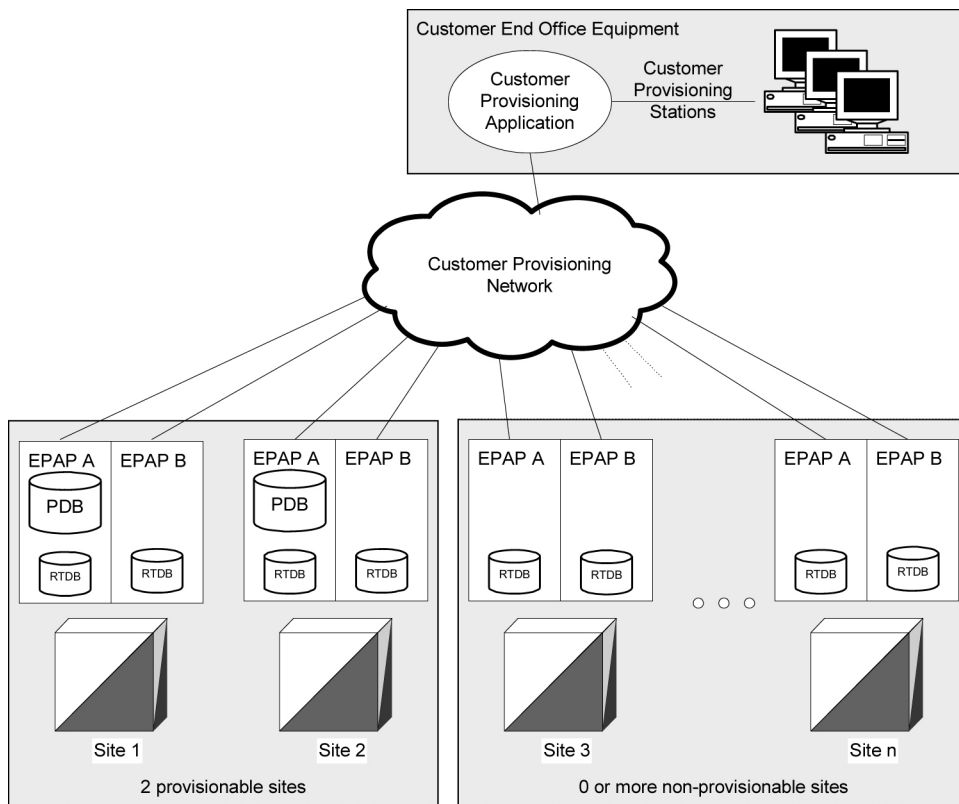 Customer End Office Equipment
Customer
Provisioning
Application
Customer
Provisioning
Stations
Customer Provisioning
Network
EPAP A
EPAP B
PDB
RTDB
RTDB
EPAP A
EPAP B
PDB
RTDB
RTDB
EPAP A
EPAP B
RTDB
RTDB
EPAP A
EPAP B
RTDB
RTDB
Site 1
Site 2
Site 3
Site n
2 provisionable sites
0 or more non-provisionable sites